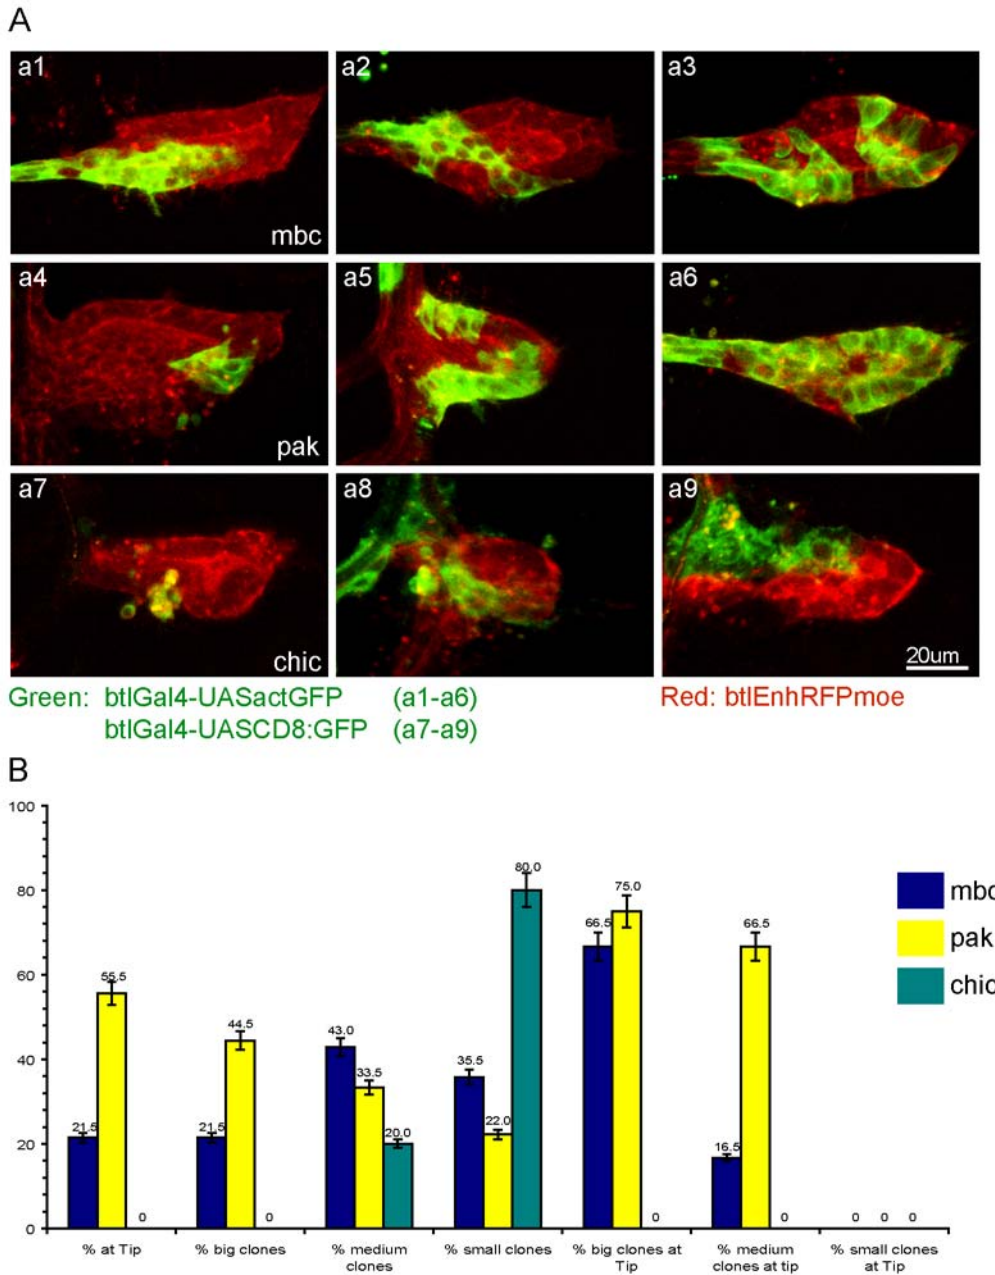 A
a1
mbc
a2
a3
a4
pak
a5
a6
a7
chic
a8
a9
20um
Green: btlGal4-UASactGFP (a1-a6) Red: btlEnhRFPmoe
btlGal4-UASCD8:GFP (a7-a9)
B
100
80
60
40
20
0
21.5 55.5 0
21.5 44.5 0
43.0 33.5 20.0
35.5 22.0 80.0
66.5 75.0 0
16.5 66.5 0
0 0 0
% at Tip
% big clones
% medium
clones
% small clones
% big clones at
Tip
% medium
clones at tip
% small clones
at Tip
mbc
pak
chic